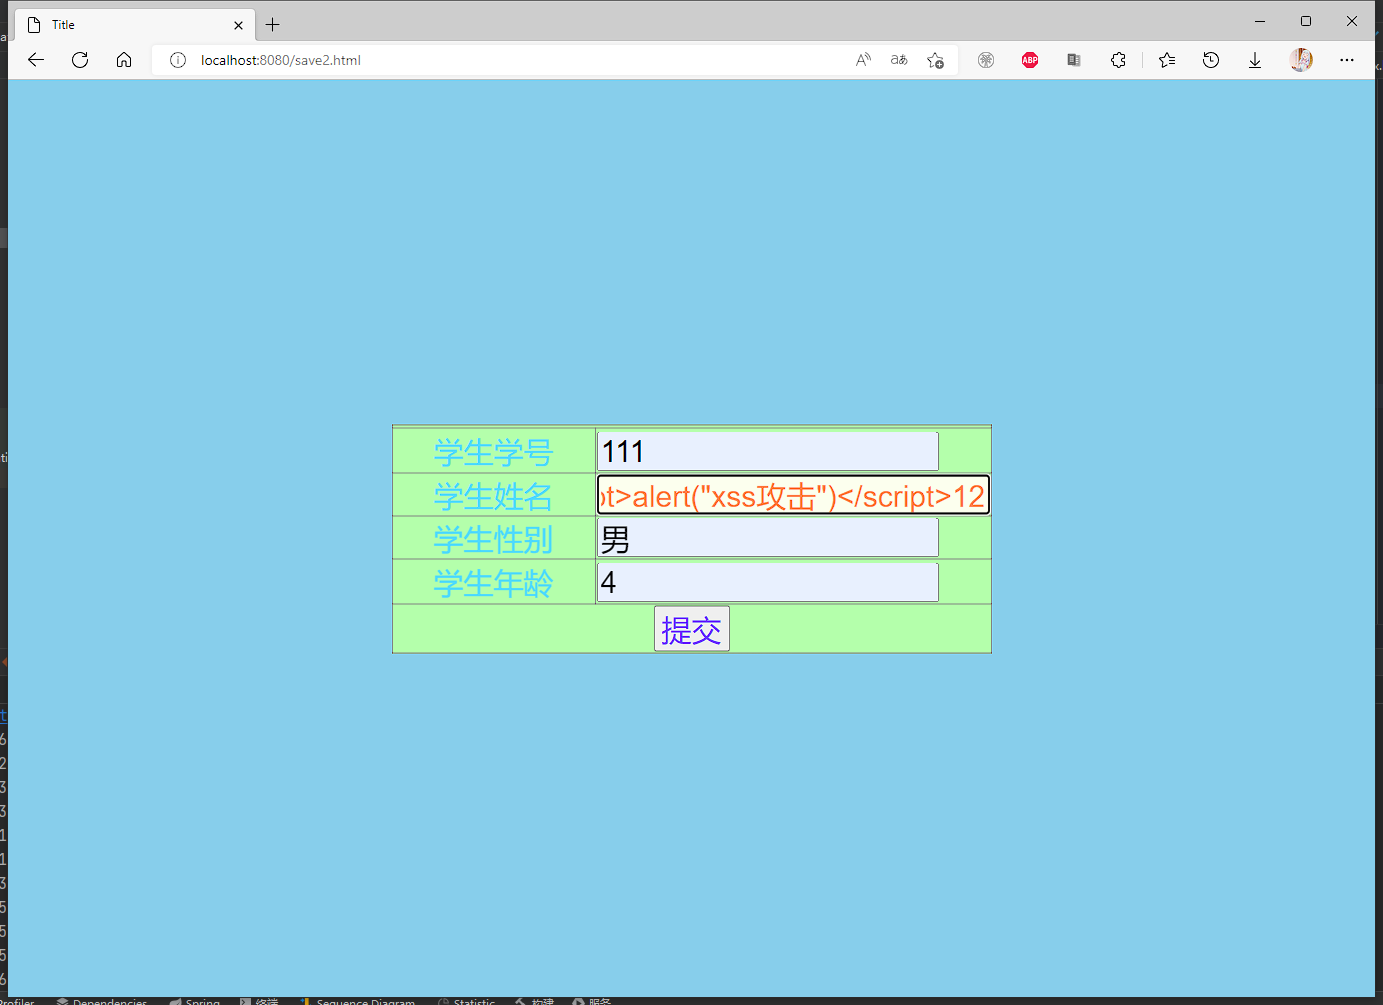 Title
localhost:8080/save2.html
ABP
学生学号 111
学生姓名 pt>alert("xss攻击")</script>12
学生性别 男
学生年龄 4
提交
Profiler Dependencies Spring 终端 Sequence Diagram Statistic 构建 服务